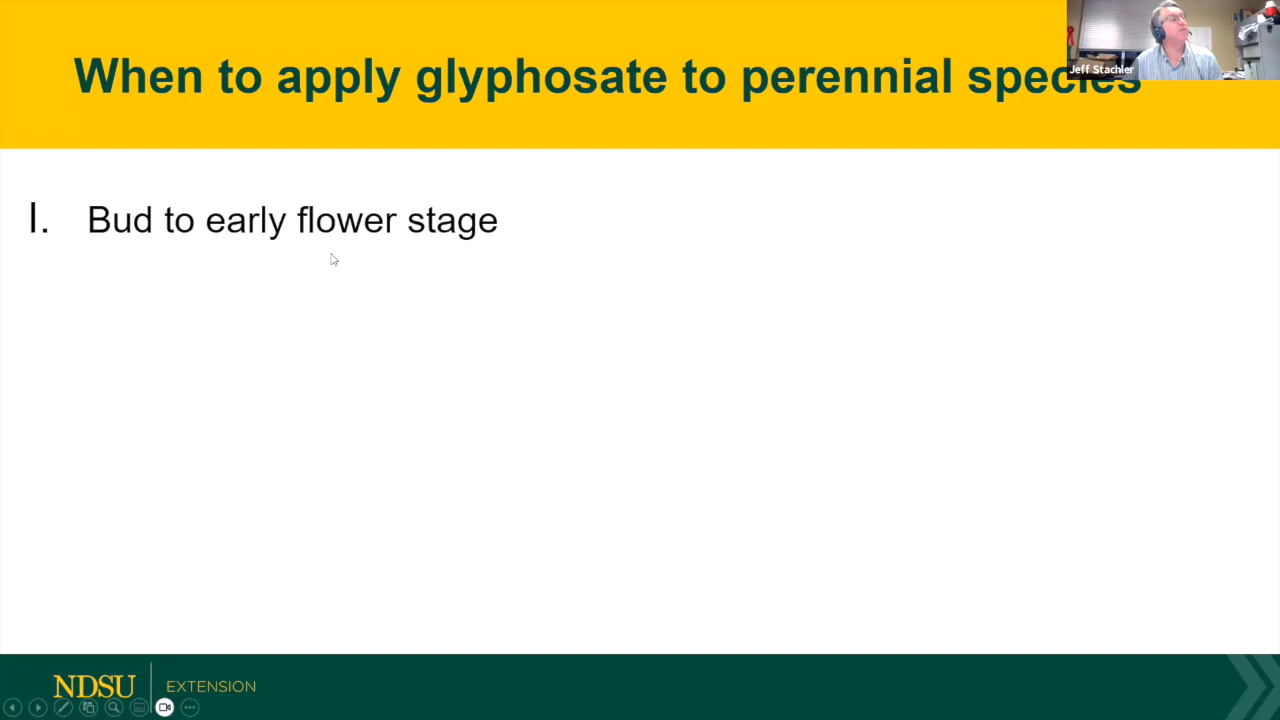 When to apply glyphosate to perennial species
Jeff Stachler
I. Bud to early flower stage
NDSU EXTENSION